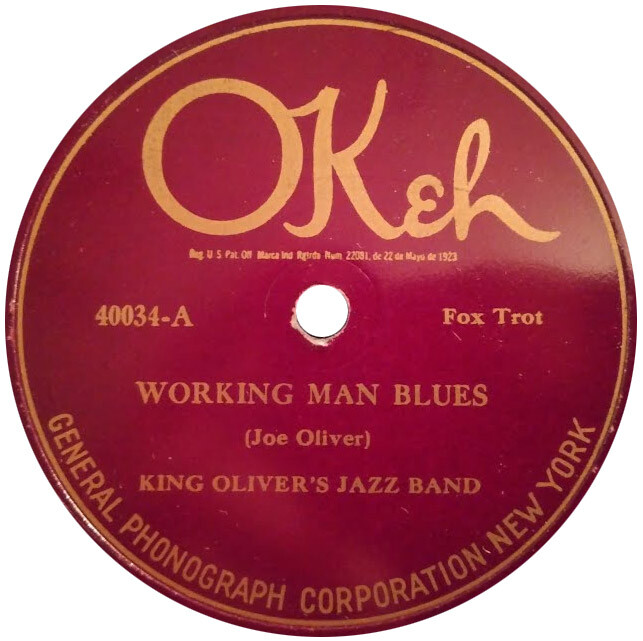 OKeh
Reg. U S Pat. Off Marca Ind Rgtrda Num 22081, de 22 de Mayo de 1923
40034-A
Fox Trot
WORKING MAN BLUES
(Joe Oliver)
KING OLIVER'S JAZZ BAND
GENERAL PHONOGRAPH CORPORATION NEW YORK